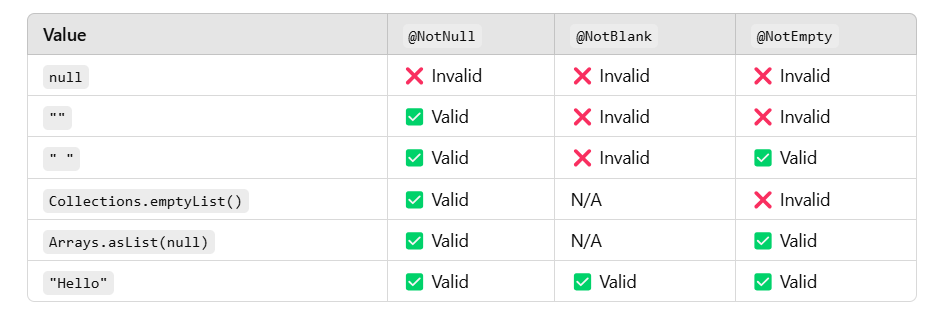 Value @NotNull @NotBlank @NotEmpty
null ❌ Invalid ❌ Invalid ❌ Invalid
"" ✅ Valid ❌ Invalid ❌ Invalid
" " ✅ Valid ❌ Invalid ✅ Valid
Collections.emptyList() ✅ Valid N/A ❌ Invalid
Arrays.asList(null) ✅ Valid N/A ✅ Valid
"Hello" ✅ Valid ✅ Valid ✅ Valid